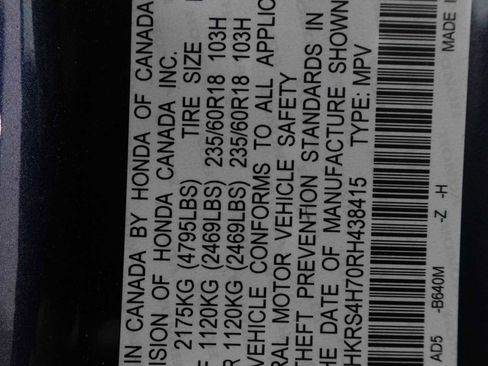 IN CANADA BY HONDA OF CANADA
ISION OF HONDA CANADA INC.
2175KG (4795LBS) TIRE SIZE
1120KG (2469LBS) 235/60R18 103H
1120KG (2469LBS) 235/60R18 103H
VEHICLE CONFORMS TO ALL APPLIC
RAL MOTOR VEHICLE SAFETY
THEFT PREVENTION STANDARDS IN
HE DATE OF MANUFACTURE SHOWN
HKRS4H70RH438415 TYPE: MPV
AD5 -B640M -Z -H MADE I